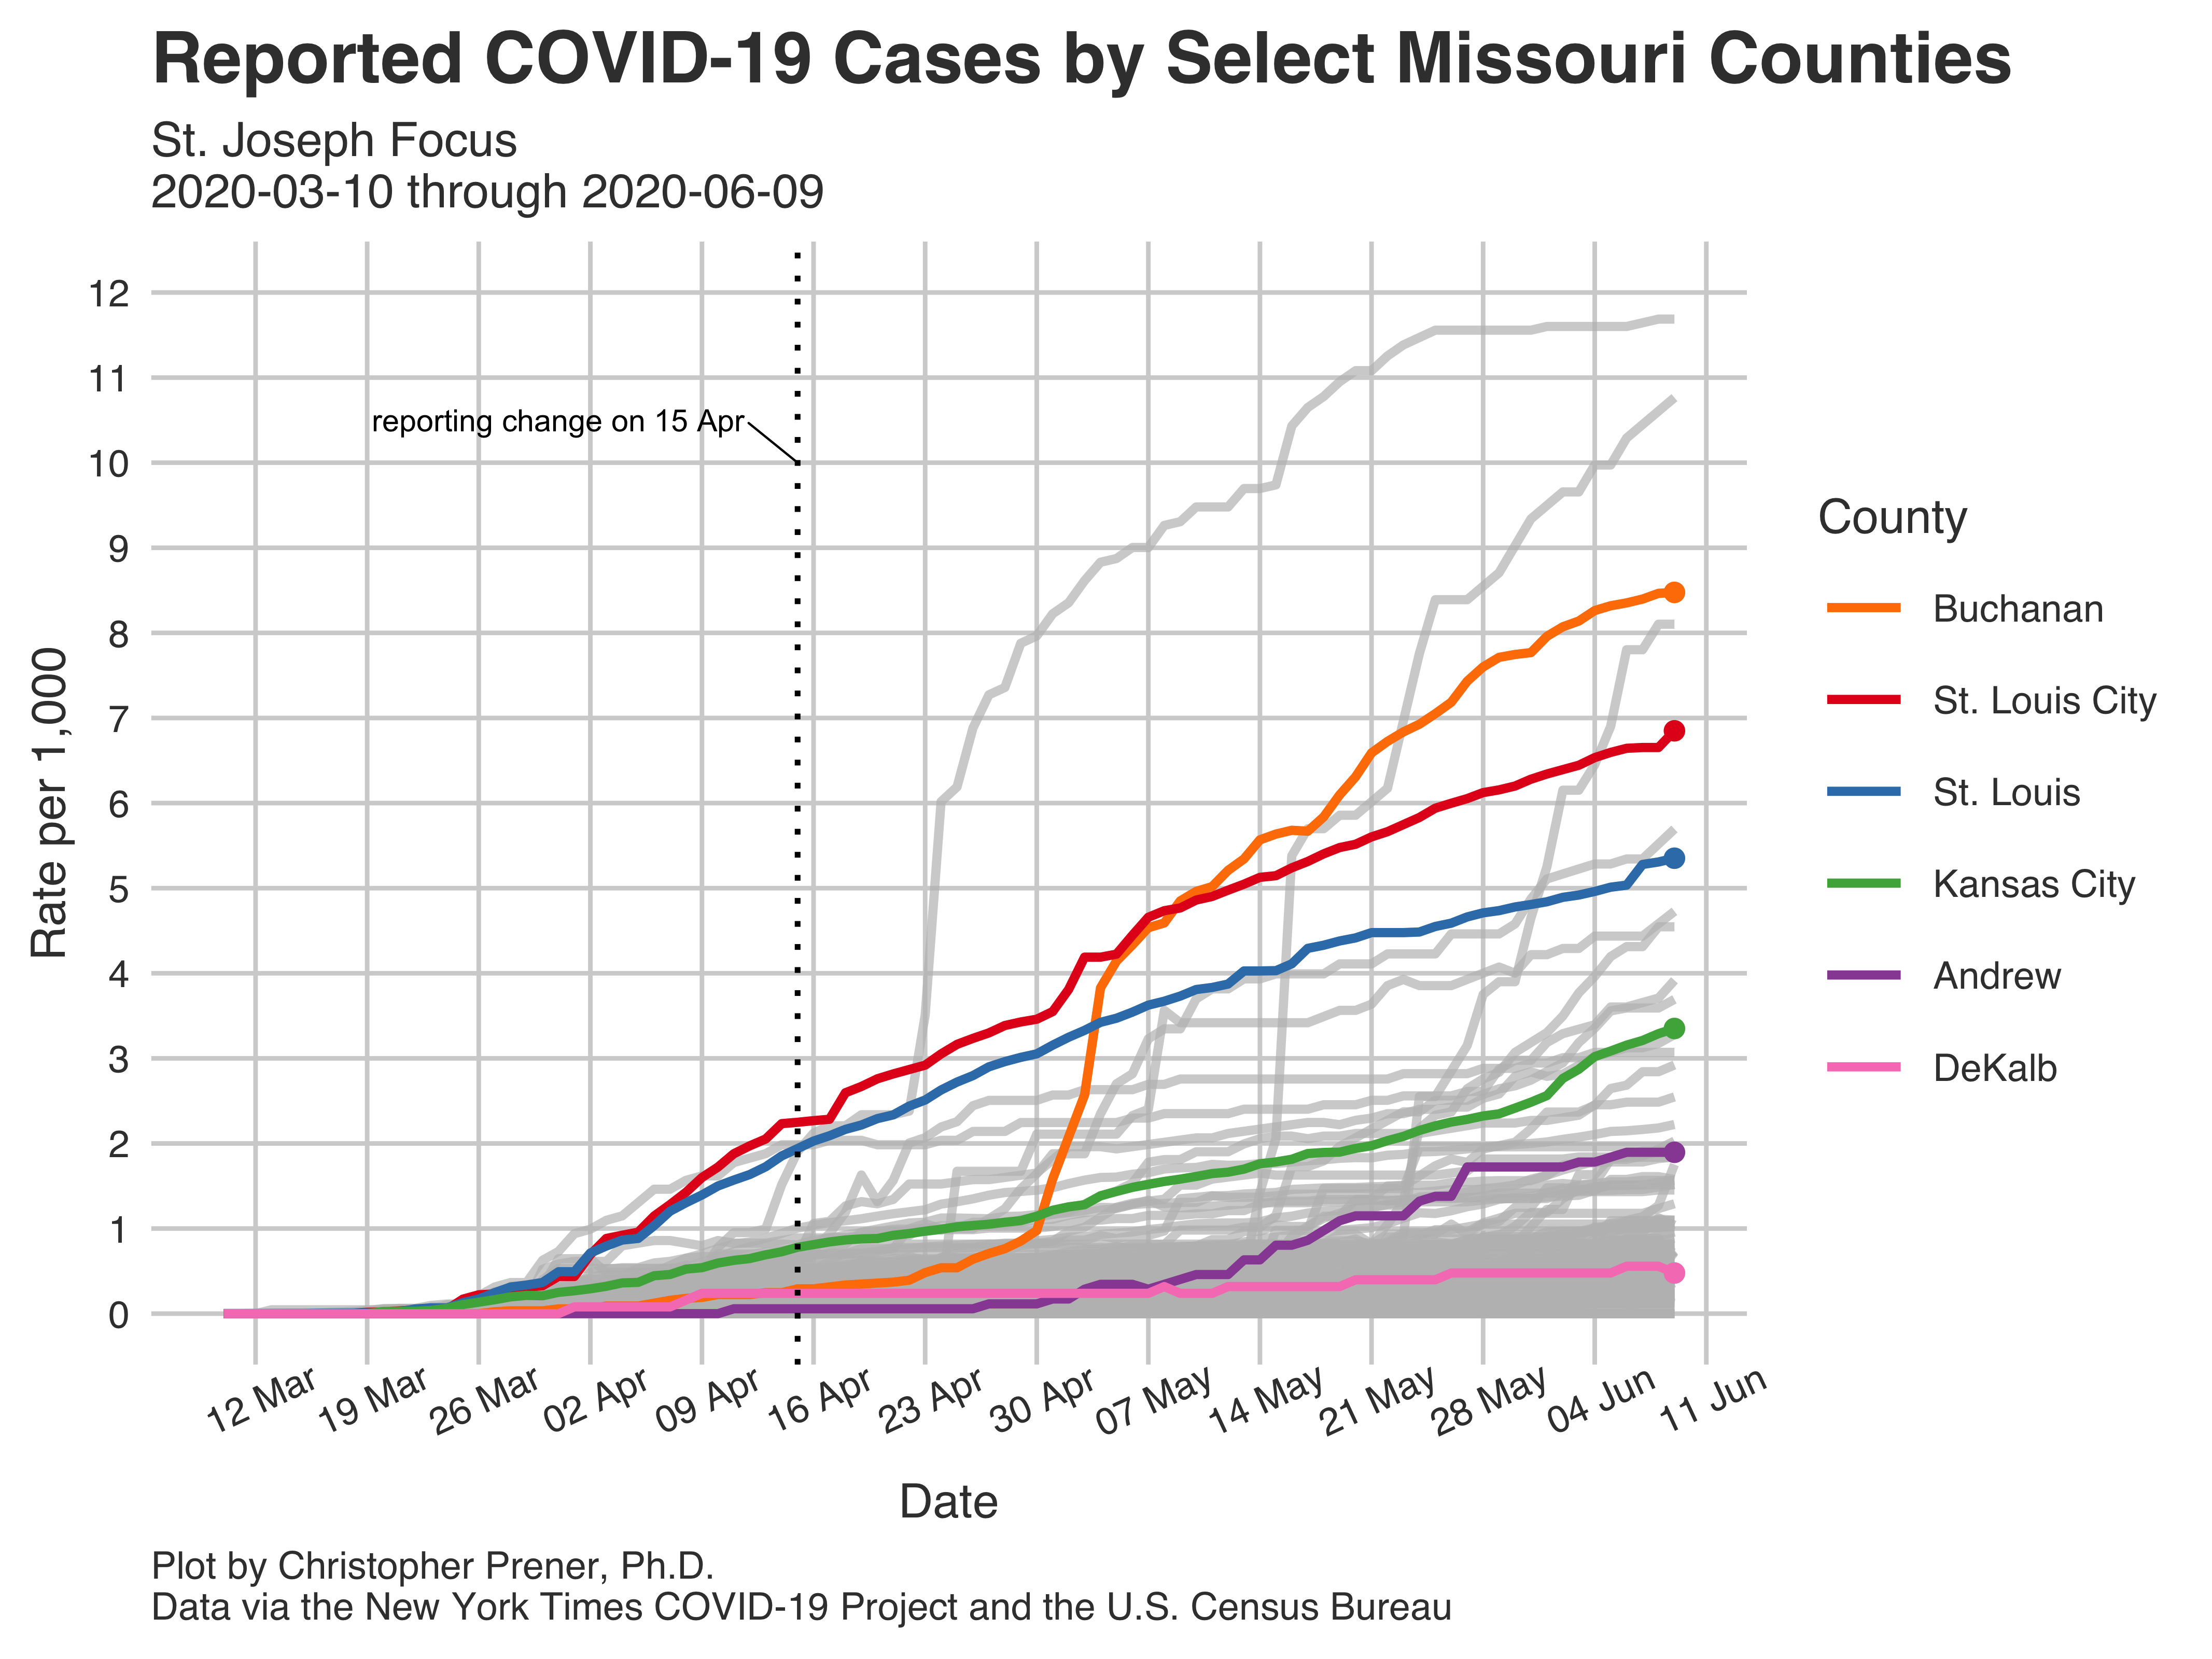 Reported COVID-19 Cases by Select Missouri Counties
St. Joseph Focus
2020-03-10 through 2020-06-09
12
11
10
9
8
7
6
5
4
3
2
1
0
Rate per 1,000
reporting change on 15 Apr
12 Mar
19 Mar
26 Mar
02 Apr
09 Apr
16 Apr
23 Apr
30 Apr
07 May
14 May
21 May
28 May
04 Jun
11 Jun
Date
County
Buchanan
St. Louis City
St. Louis
Kansas City
Andrew
DeKalb
Plot by Christopher Prener, Ph.D.
Data via the New York Times COVID-19 Project and the U.S. Census Bureau